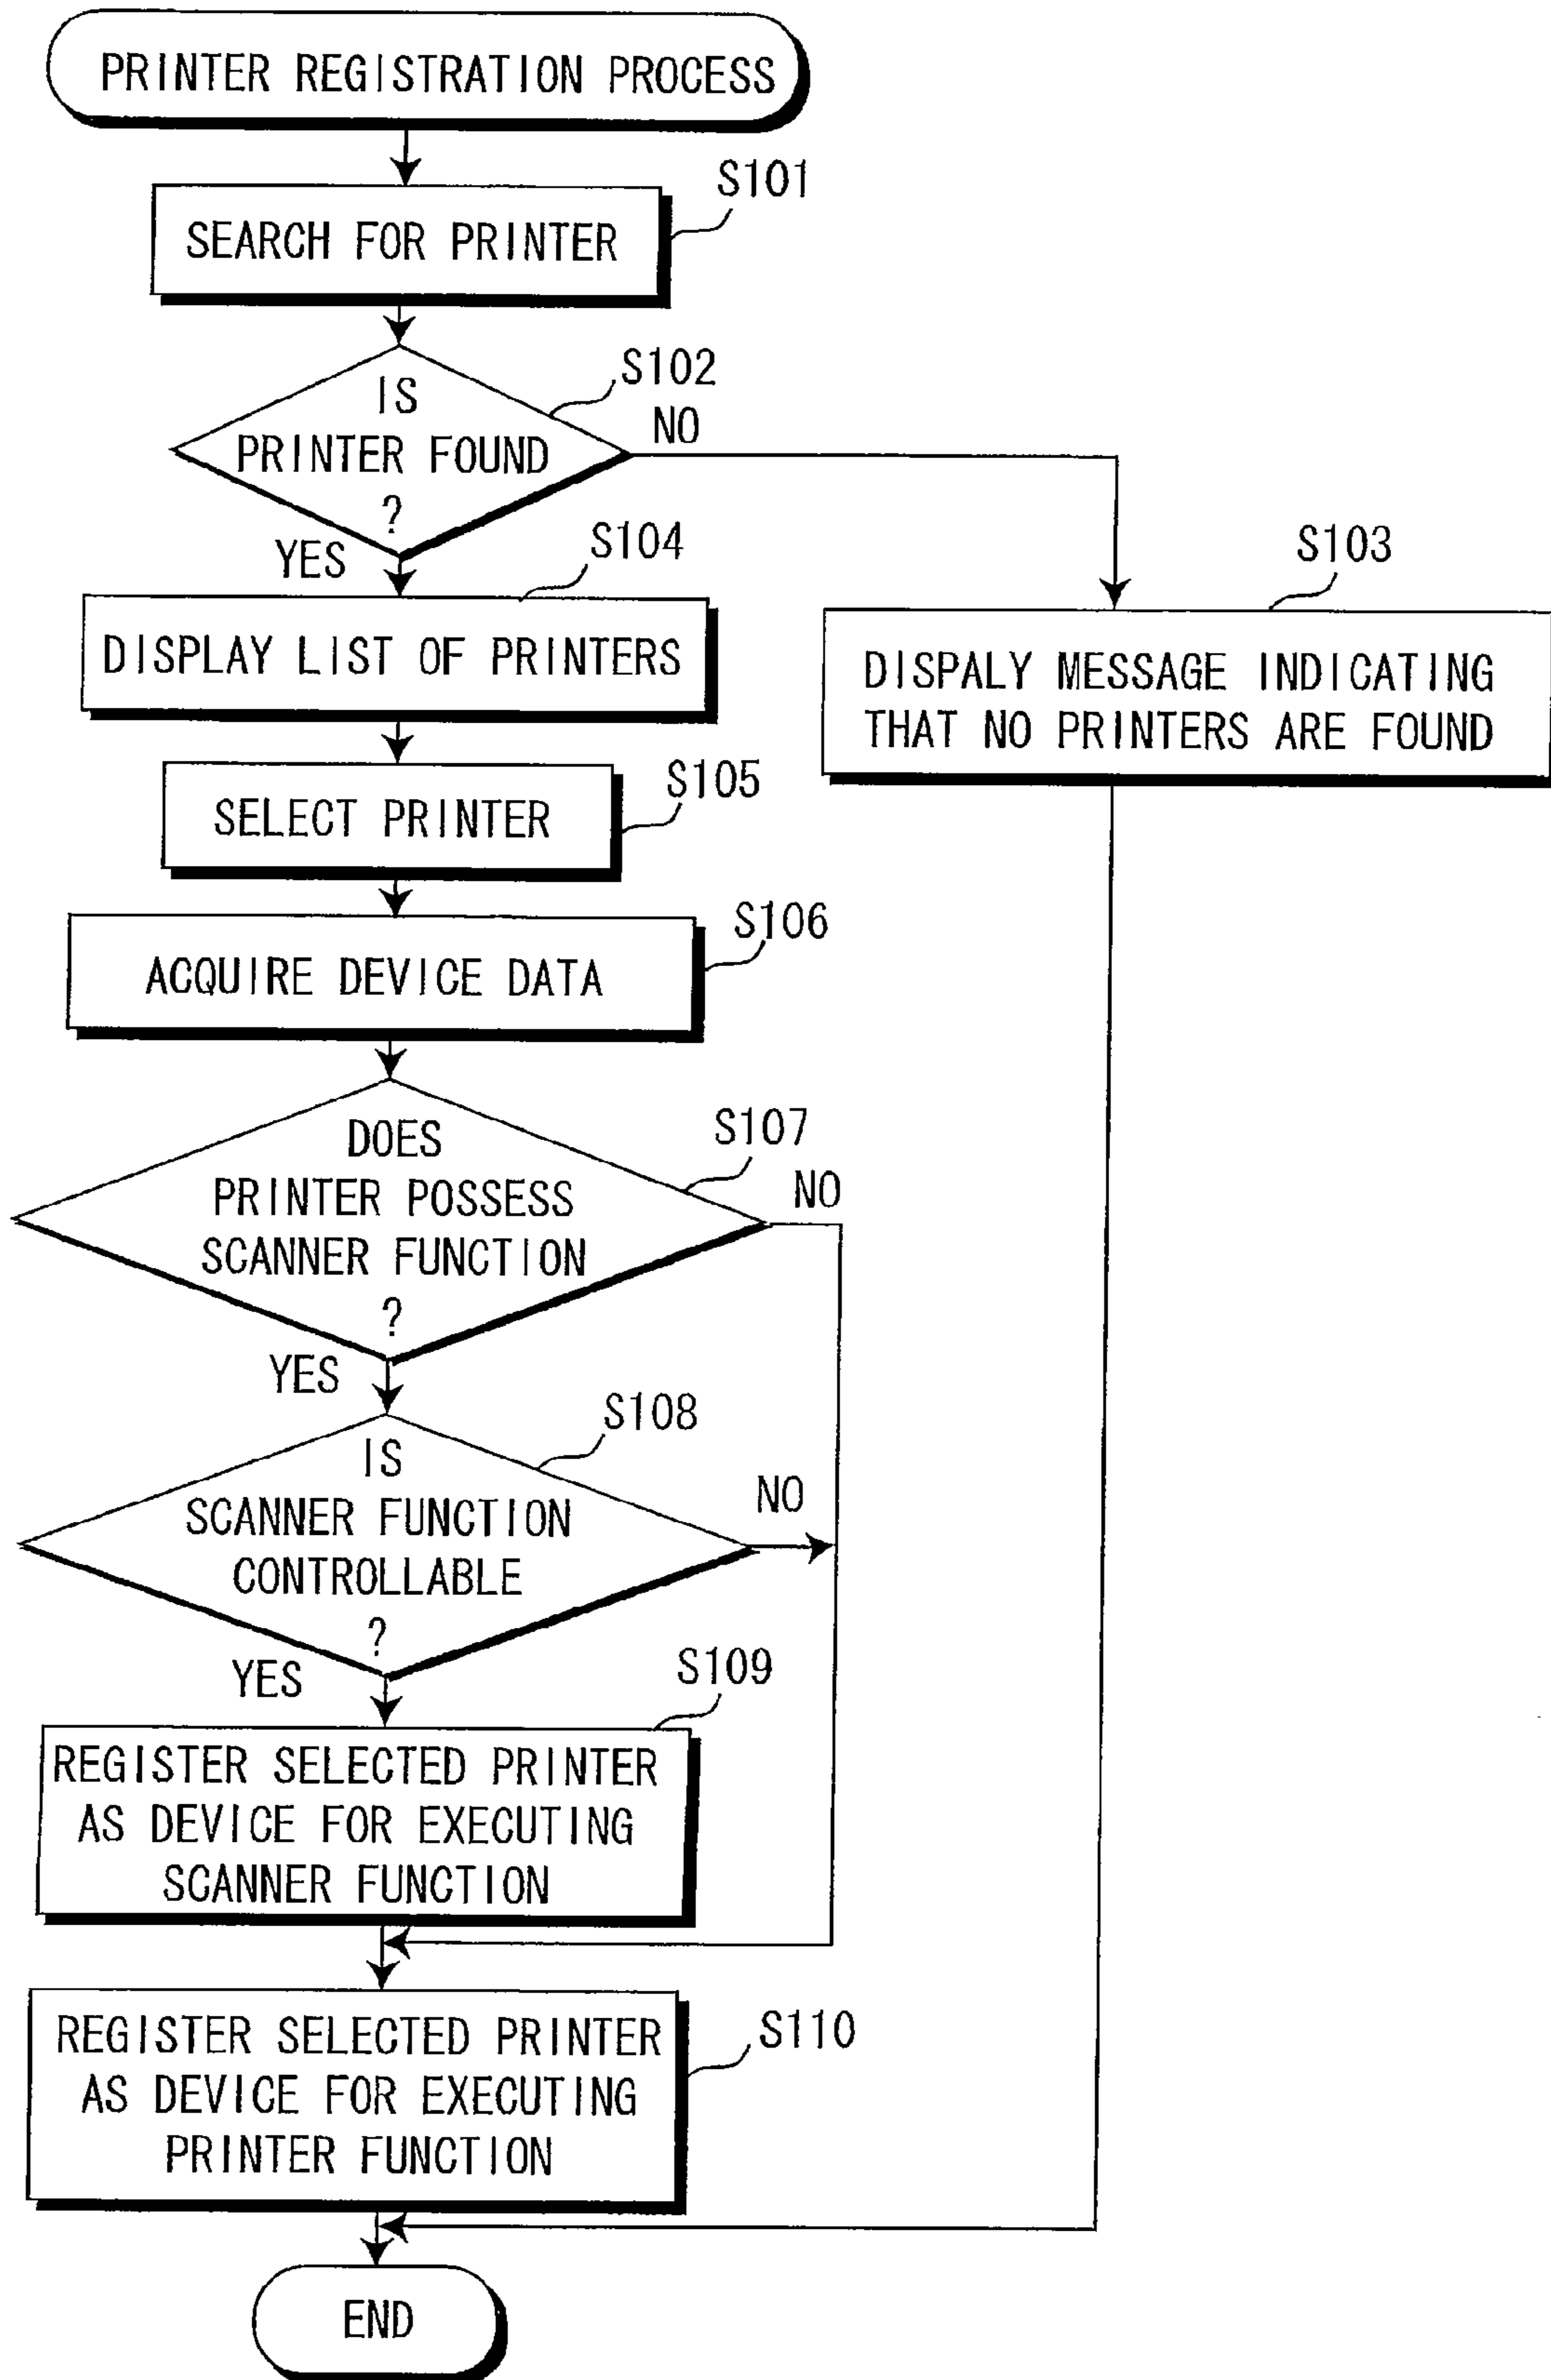 PRINTER REGISTRATION PROCESS
S101
SEARCH FOR PRINTER
S102
IS
PRINTER FOUND
?
NO
YES
S104
DISPLAY LIST OF PRINTERS
S103
DISPALY MESSAGE INDICATING
THAT NO PRINTERS ARE FOUND
S105
SELECT PRINTER
S106
ACQUIRE DEVICE DATA
S107
DOES
PRINTER POSSESS
SCANNER FUNCTION
?
NO
YES
S108
IS
SCANNER FUNCTION
CONTROLLABLE
?
NO
YES
S109
REGISTER SELECTED PRINTER
AS DEVICE FOR EXECUTING
SCANNER FUNCTION
S110
REGISTER SELECTED PRINTER
AS DEVICE FOR EXECUTING
PRINTER FUNCTION
END